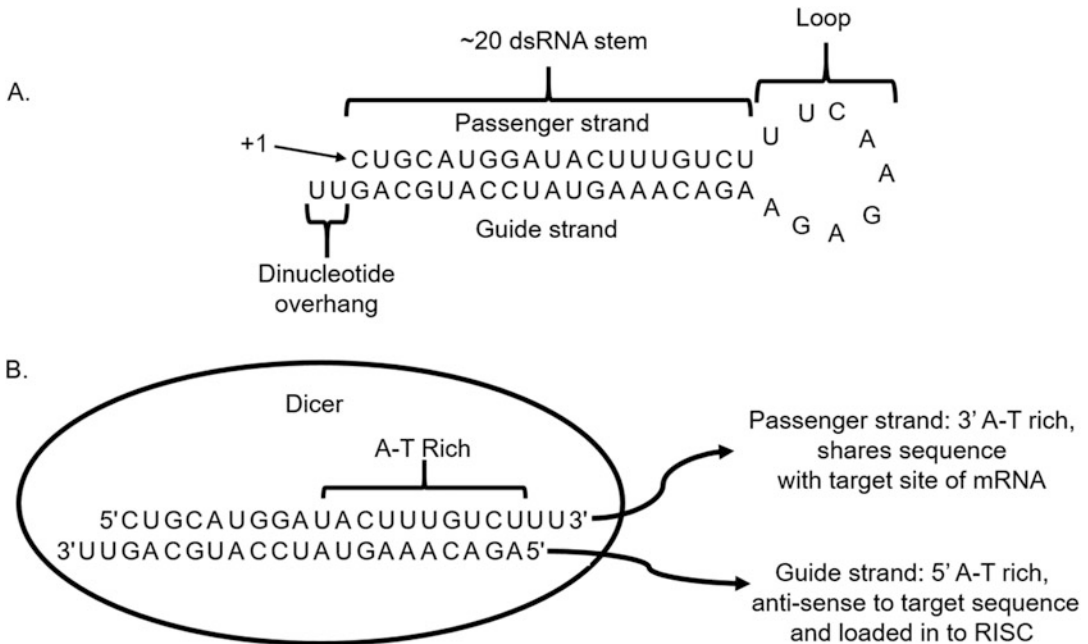 A.
~20 dsRNA stem
Loop
Passenger strand
+1
CUGCAUGGAUACUUUGUCU
UUGACGUACCUAUGAAACAGA
U U C A A G A G A
Guide strand
Dinucleotide
overhang
B.
Dicer
A-T Rich
5'CUGCAUGGAUACUUUGUCUUU3'
3'UUGACGUACCUAUGAAACAGA5'
Passenger strand: 3' A-T rich,
shares sequence
with target site of mRNA
Guide strand: 5' A-T rich,
anti-sense to target sequence
and loaded in to RISC